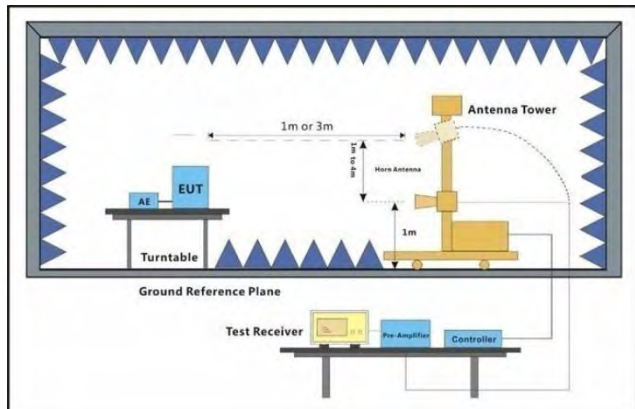 Antenna Tower
1m or 3m
1m to 4m
Horn Antenna
EUT
AE
1m
Turntable
Ground Reference Plane
Test Receiver
Pre-Amplifier
Controller